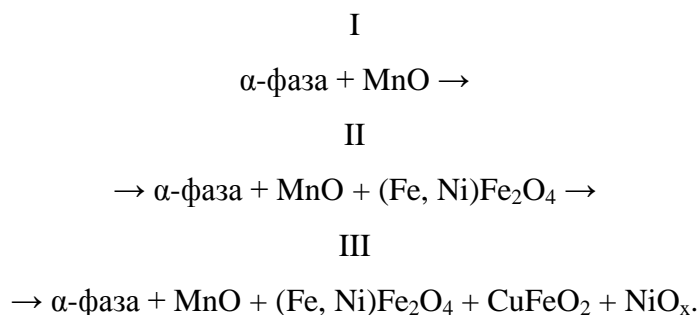 I
α-фаза + MnO →
II
→ α-фаза + MnO + (Fe, Ni)Fe₂O₄ →
III
→ α-фаза + MnO + (Fe, Ni)Fe₂O₄ + CuFeO₂ + NiOₓ.